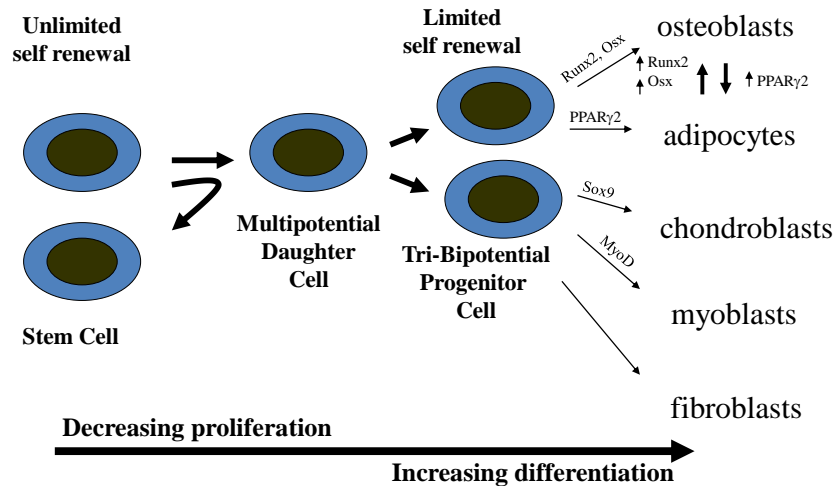 Unlimited
self renewal
Stem Cell
Multipotential
Daughter
Cell
Limited
self renewal
Tri-Bipotential
Progenitor
Cell
Runx2, Osx
PPARγ2
Sox9
MyoD
osteoblasts
Runx2
Osx
PPARγ2
adipocytes
chondroblasts
myoblasts
fibroblasts
Decreasing proliferation
Increasing differentiation